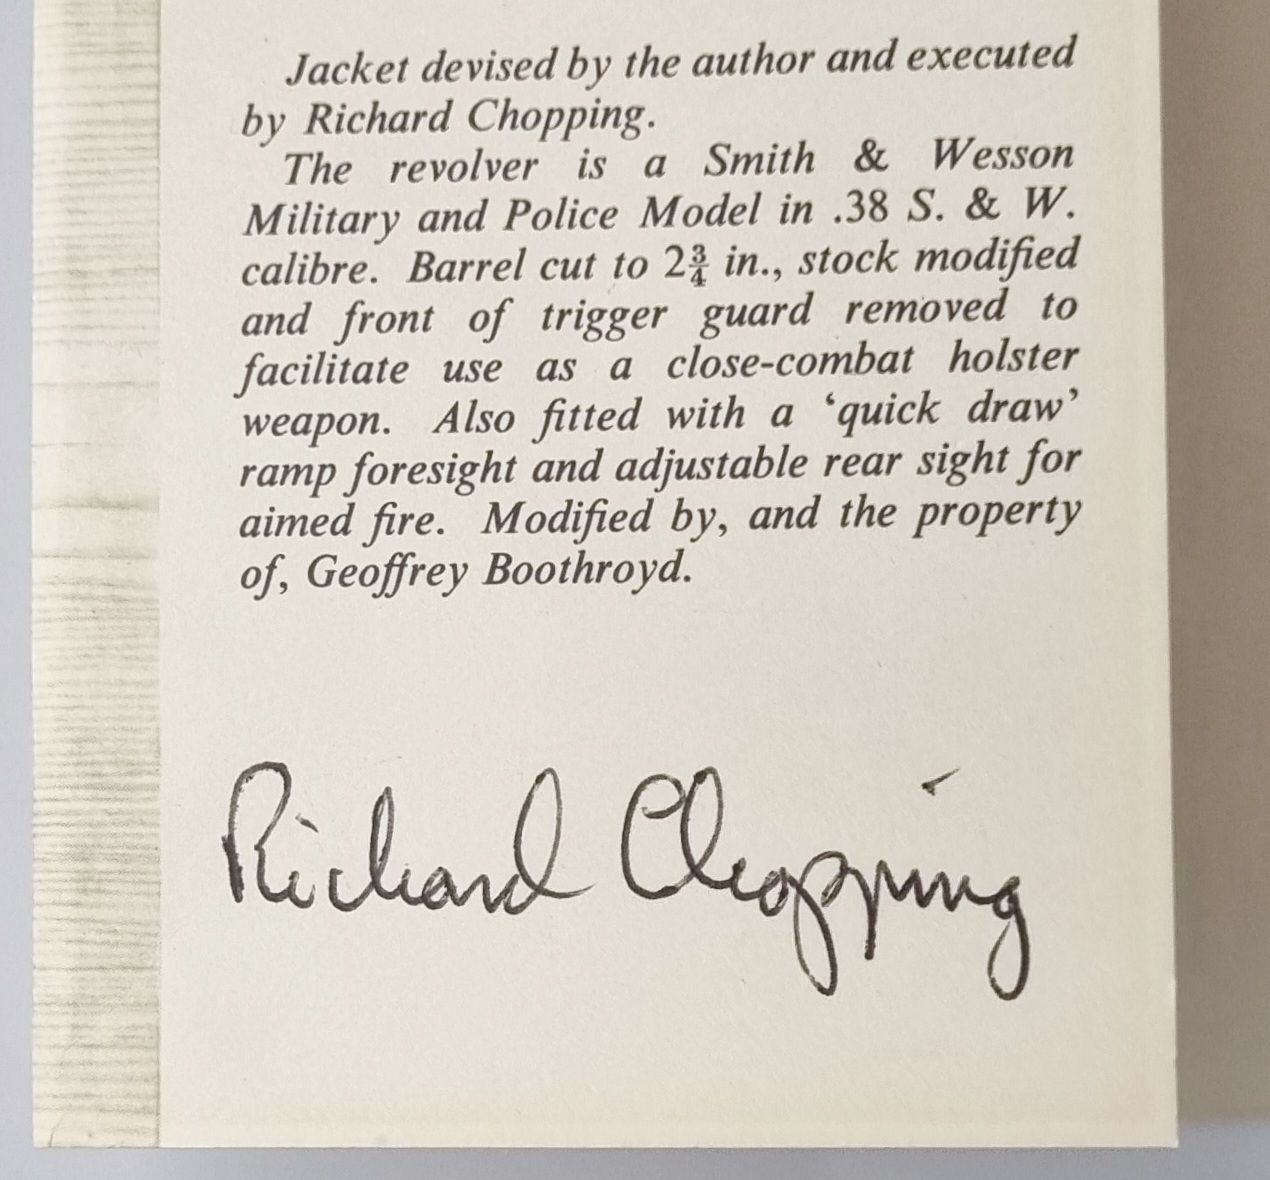 Jacket devised by the author and executed
by Richard Chopping.
The revolver is a Smith & Wesson
Military and Police Model in .38 S. & W.
calibre. Barrel cut to 2¾ in., stock modified
and front of trigger guard removed to
facilitate use as a close-combat holster
weapon. Also fitted with a ‘quick draw’
ramp foresight and adjustable rear sight for
aimed fire. Modified by, and the property
of, Geoffrey Boothroyd.
Richard Chopping